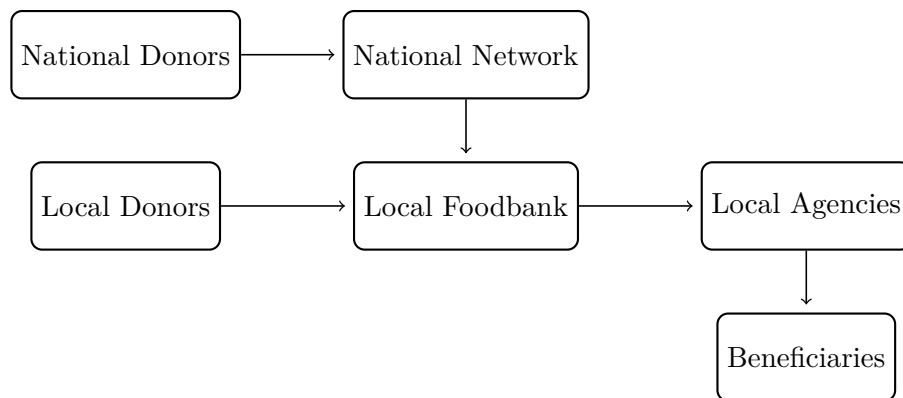 National Donors
National Network
Local Donors
Local Foodbank
Local Agencies
Beneficiaries